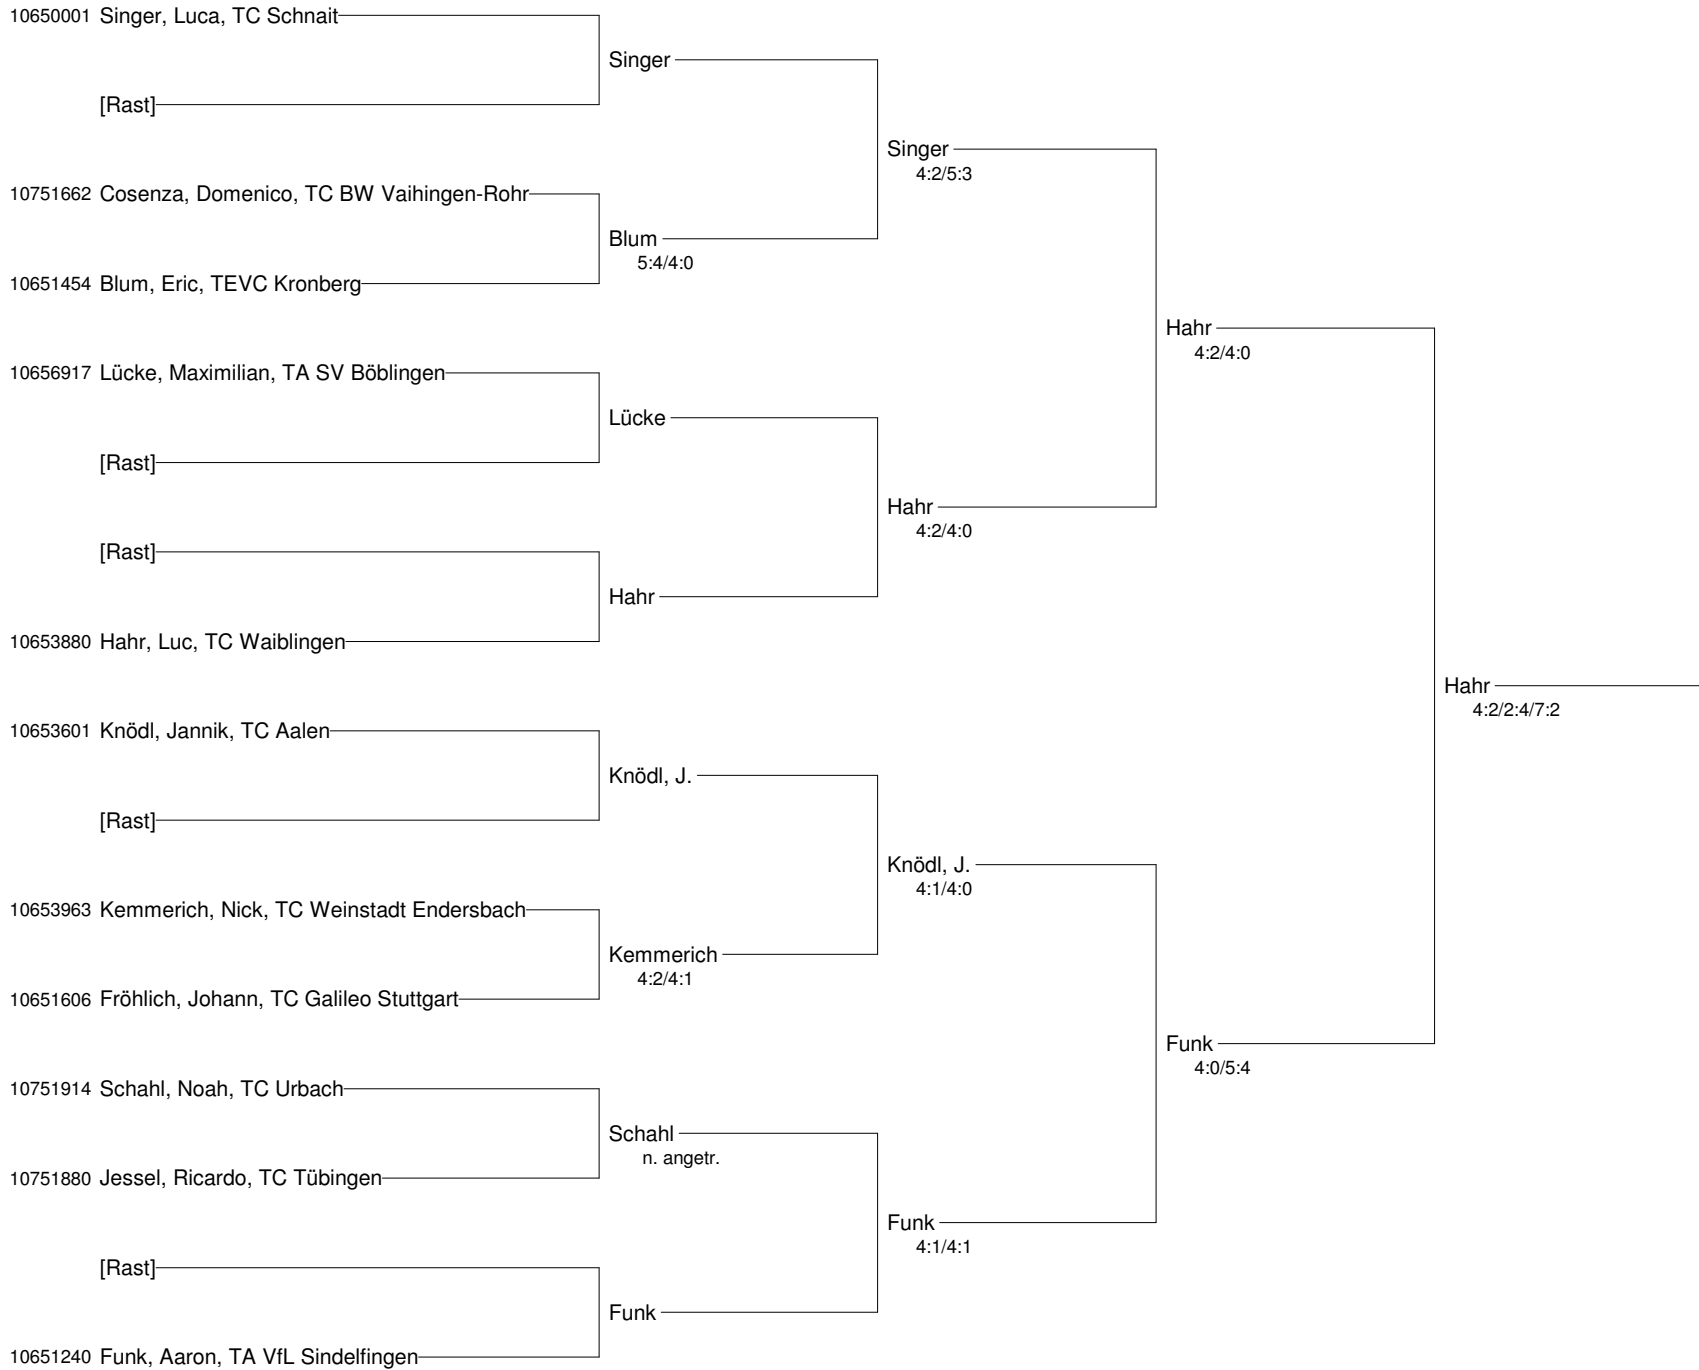 10650001 Singer, Luca, TC Schnait
Singer
[Rast]
Singer
4:2/5:3
10751662 Cosenza, Domenico, TC BW Vaihingen-Rohr
Blum
5:4/4:0
10651454 Blum, Eric, TEVC Kronberg
Hahr
4:2/4:0
10656917 Lücke, Maximilian, TA SV Böblingen
Lücke
[Rast]
Hahr
4:2/4:0
[Rast]
Hahr
10653880 Hahr, Luc, TC Waiblingen
Hahr
4:2/2:4/7:2
10653601 Knödl, Jannik, TC Aalen
Knödl, J.
[Rast]
Knödl, J.
4:1/4:0
10653963 Kemmerich, Nick, TC Weinstadt Endersbach
Kemmerich
4:2/4:1
10651606 Fröhlich, Johann, TC Galileo Stuttgart
Funk
4:0/5:4
10751914 Schahl, Noah, TC Urbach
Schahl
n. angetr.
10751880 Jessel, Ricardo, TC Tübingen
Funk
4:1/4:1
[Rast]
Funk
10651240 Funk, Aaron, TA VfL Sindelfingen